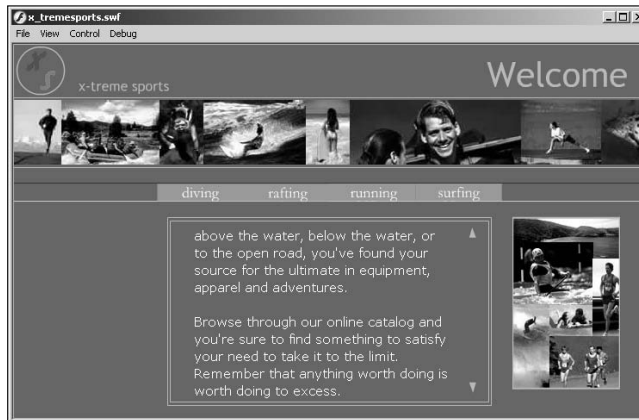 x_tremesports.swf
File View Control Debug
x s
x-treme sports
Welcome
diving rafting running surfing
above the water, below the water, or
to the open road, you've found your
source for the ultimate in equipment,
apparel and adventures.
Browse through our online catalog and
you're sure to find something to satisfy
your need to take it to the limit.
Remember that anything worth doing is
worth doing to excess.